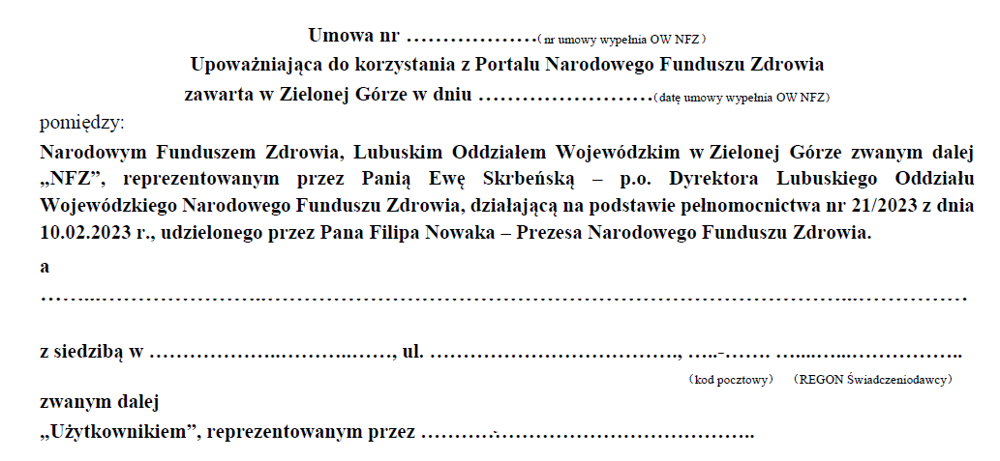 Umowa nr ………………(nr umowy wypełnia OW NFZ)
Upoważniająca do korzystania z Portalu Narodowego Funduszu Zdrowia
zawarta w Zielonej Górze w dniu ……………………(datę umowy wypełnia OW NFZ)
pomiędzy:
Narodowym Funduszem Zdrowia, Lubuskim Oddziałem Wojewódzkim w Zielonej Górze zwanym dalej
„NFZ”, reprezentowanym przez Panią Ewę Skrbeńską – p.o. Dyrektora Lubuskiego Oddziału
Wojewódzkiego Narodowego Funduszu Zdrowia, działającą na podstawie pełnomocnictwa nr 21/2023 z dnia
10.02.2023 r., udzielonego przez Pana Filipa Nowaka – Prezesa Narodowego Funduszu Zdrowia.
a
……...…………………..………………………………………………………………...……………
z siedzibą w ………………..………..……, ul. …………………………….., …..-……. …....…...……………..
(kod pocztowy) (REGON Świadczeniodawcy)
zwanym dalej
„Użytkownikiem”, reprezentowanym przez ……………………………………..